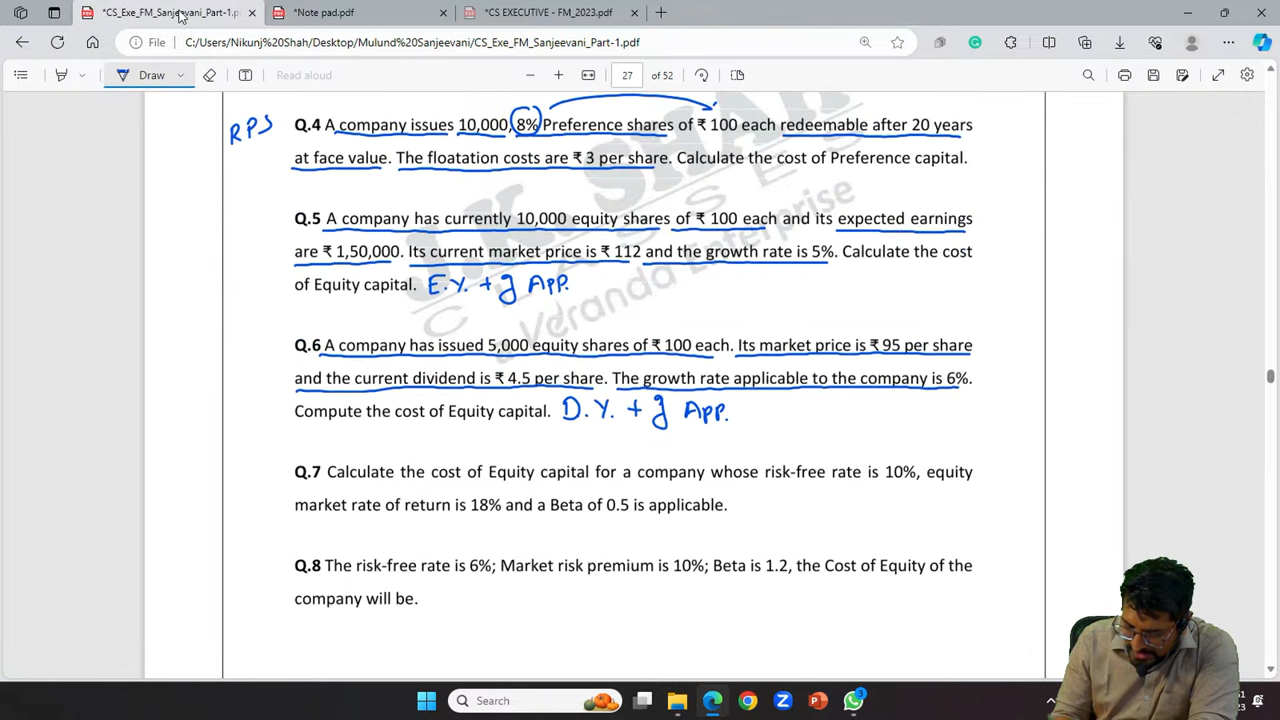 *CS_Exe_FM_Sanjeevani_Part-1.p
*Note pad.pdf
*CS EXECUTIVE - FM_2023.pdf
File
C:/Users/Nikunj%20Shah/Desktop/Mulund%20Sanjeevani/CS_Exe_FM_Sanjeevani_Part-1.pdf
Draw
Read aloud
27
of 52
RPS
Q.4 A company issues 10,000, 8% Preference shares of ₹ 100 each redeemable after 20 years
at face value. The floatation costs are ₹ 3 per share. Calculate the cost of Preference capital.
J.K. SHAH
CLASSES
a Veranda Enterprise
Q.5 A company has currently 10,000 equity shares of ₹ 100 each and its expected earnings
are ₹ 1,50,000. Its current market price is ₹ 112 and the growth rate is 5%. Calculate the cost
of Equity capital. E.Y. + g App.
Q.6 A company has issued 5,000 equity shares of ₹ 100 each. Its market price is ₹ 95 per share
and the current dividend is ₹ 4.5 per share. The growth rate applicable to the company is 6%.
Compute the cost of Equity capital. D.Y. + g App.
Q.7 Calculate the cost of Equity capital for a company whose risk-free rate is 10%, equity
market rate of return is 18% and a Beta of 0.5 is applicable.
Q.8 The risk-free rate is 6%; Market risk premium is 10%; Beta is 1.2, the Cost of Equity of the
company will be.
Search
3